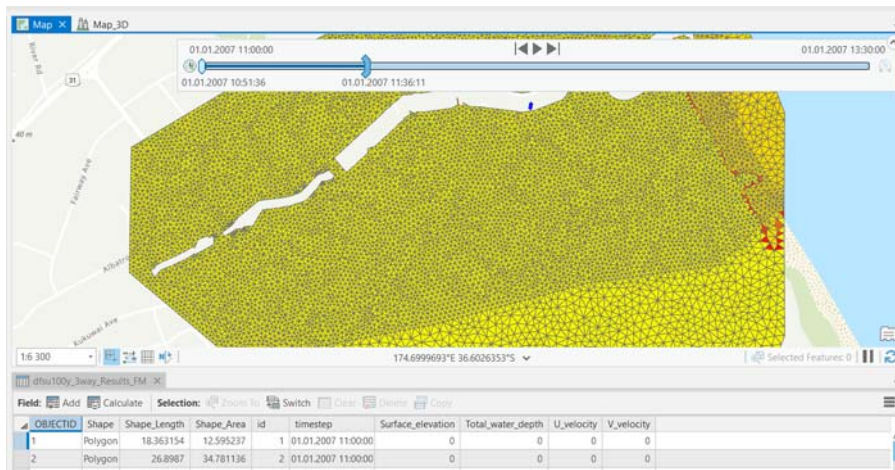 Map Map_3D
River Rd
01.01.2007 11:00:00 01.01.2007 13:30:00
31
01.01.2007 10:51:36 01.01.2007 11:36:11
40 m
Fairway Ave
Albatro
Kukuwai Ave
1:6 300 174.6999693°E 36.6026353°S Selected Features: 0
dfsu100y_3way_Results_FM
Field: Add Calculate Selection: Zoom To Switch Clear Delete Copy
OBJECTID Shape Shape_Length Shape_Area id timestep Surface_elevation Total_water_depth U_velocity V_velocity
1 Polygon 18.363154 12.595237 1 01.01.2007 11:00:00 0 0 0 0
2 Polygon 26.8987 34.781136 2 01.01.2007 11:00:00 0 0 0 0